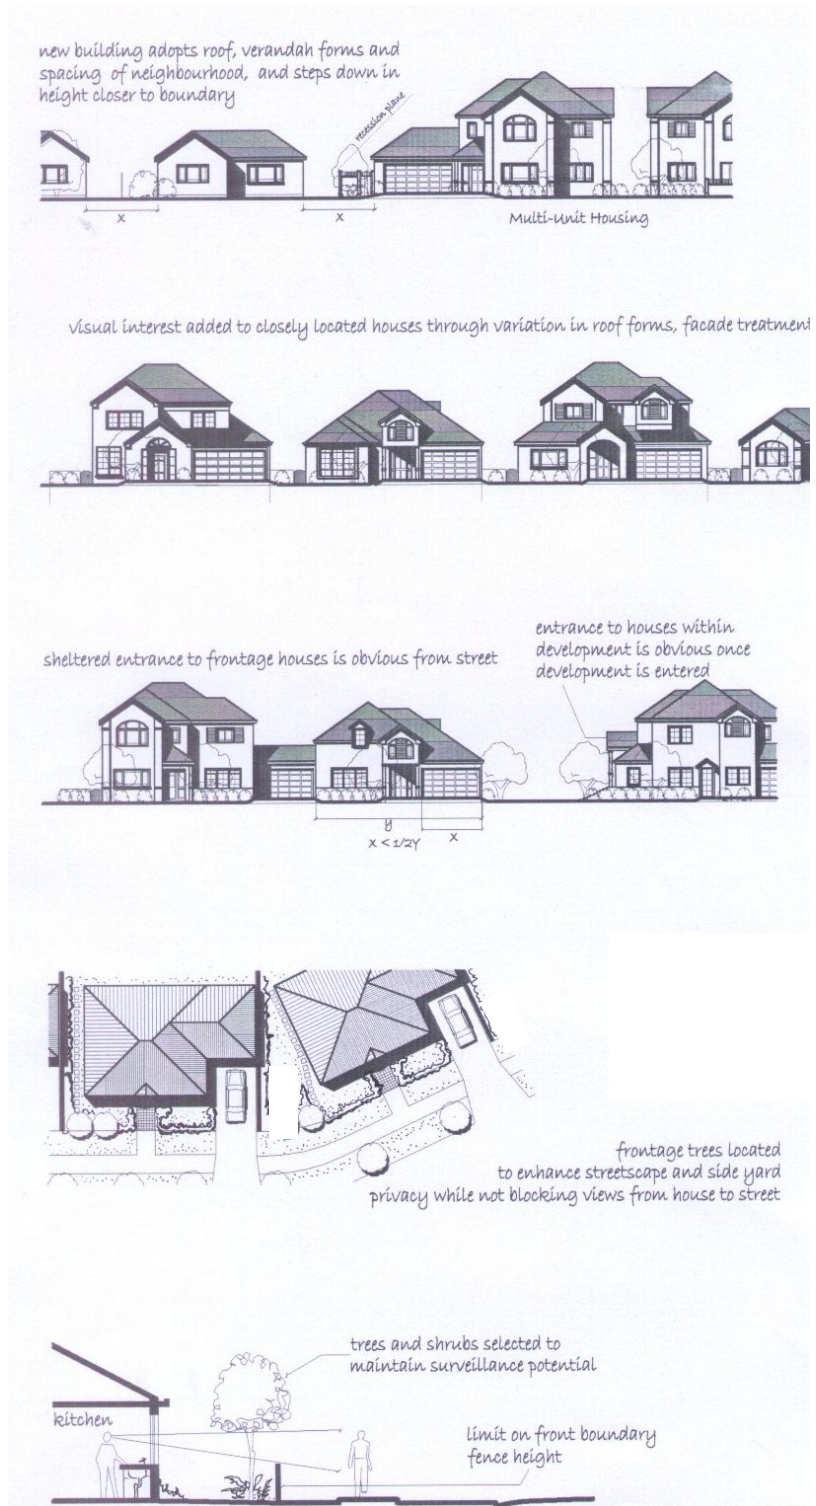 new building adopts roof, verandah forms and
spacing of neighbourhood, and steps down in
height closer to boundary
recession plane
x
x
Multi-Unit Housing
visual interest added to closely located houses through variation in roof forms, facade treatment
sheltered entrance to frontage houses is obvious from street
entrance to houses within
development is obvious once
development is entered
y
x
x < 1/2Y
frontage trees located
to enhance streetscape and side yard
privacy while not blocking views from house to street
trees and shrubs selected to
maintain surveillance potential
kitchen
limit on front boundary
fence height